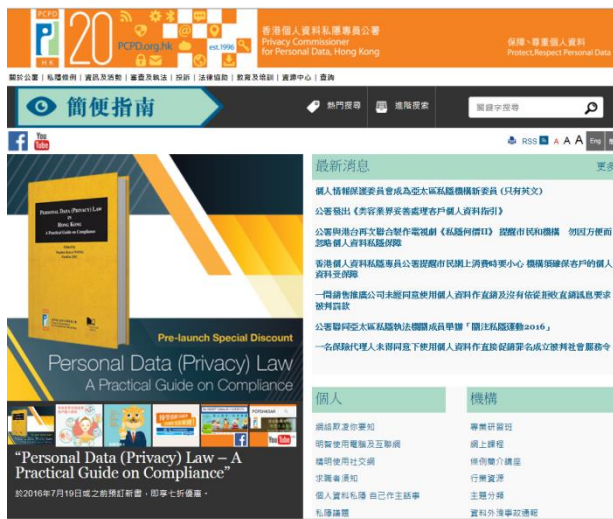 PCPD
H K
20
PCPD.org.hk
est.1996
香港個人資料私隱專員公署
Privacy Commissioner
for Personal Data, Hong Kong
保障、尊重個人資料
Protect,Respect Personal Data
關於公署 | 私隱條例 | 資訊及活動 | 審查及執法 | 投訴 | 法律協助 | 教育及培訓 | 資源中心 | 查詢
簡便指南
熱門搜尋
進階搜索
關鍵字搜尋
You
Tube
RSS
A A A
Eng
最新消息
更多
個人情報保護委員會成為亞太區私隱機構新委員 (只有英文)
公署發出《美容業界妥善處理客戶個人資料指引》
公署與港台再次聯合製作電視劇《私隱何價II》 提醒市民和機構 勿因方便而
忽略個人資料私隱保障
香港個人資料私隱專員公署提醒市民網上消費時要小心 機構須確保客戶的個人
資料受保障
一間銷售推廣公司未經同意使用個人資料作直銷及沒有依從拒收直銷訊息要求
被判罰款
公署聯同亞太區私隱執法機關成員舉辦「關注私隱運動2016」
一名保險代理人未得同意下使用個人資料作直接促銷罪名成立被判社會服務令
Personal Data (Privacy) Law
in
Hong Kong
A Practical Guide on Compliance
Pre-launch Special Discount
Personal Data (Privacy) Law
A Practical Guide on Compliance
“Personal Data (Privacy) Law – A
Practical Guide on Compliance”
於2016年7月19日或之前預訂新書，即享七折優惠。
個人
網絡欺凌你要知
明智使用電腦及互聯網
精明使用社交網
求職者須知
個人資料私隱 自己作主話事
私隱議題
機構
專業研習班
網上課程
條例簡介講座
行業資源
主題分類
資料外洩事故通報